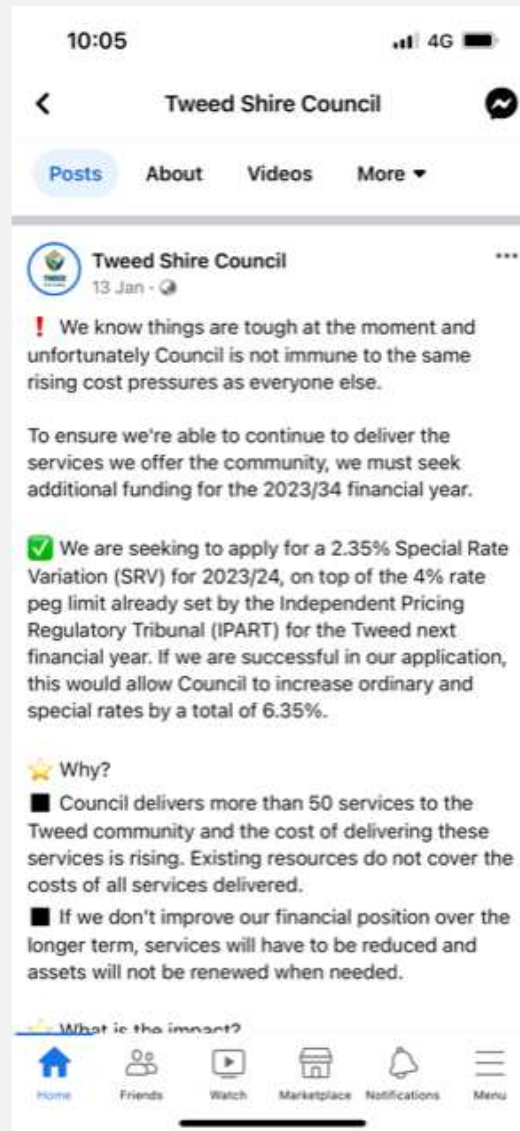 10:05 4G
Tweed Shire Council
Posts About Videos More
Tweed Shire Council
13 Jan
We know things are tough at the moment and
unfortunately Council is not immune to the same
rising cost pressures as everyone else.
To ensure we're able to continue to deliver the
services we offer the community, we must seek
additional funding for the 2023/34 financial year.
We are seeking to apply for a 2.35% Special Rate
Variation (SRV) for 2023/24, on top of the 4% rate
peg limit already set by the Independent Pricing
Regulatory Tribunal (IPART) for the Tweed next
financial year. If we are successful in our application,
this would allow Council to increase ordinary and
special rates by a total of 6.35%.
Why?
Council delivers more than 50 services to the
Tweed community and the cost of delivering these
services is rising. Existing resources do not cover the
costs of all services delivered.
If we don't improve our financial position over the
longer term, services will have to be reduced and
assets will not be renewed when needed.
What is the impact?
Home Friends Watch Marketplace Notifications Menu